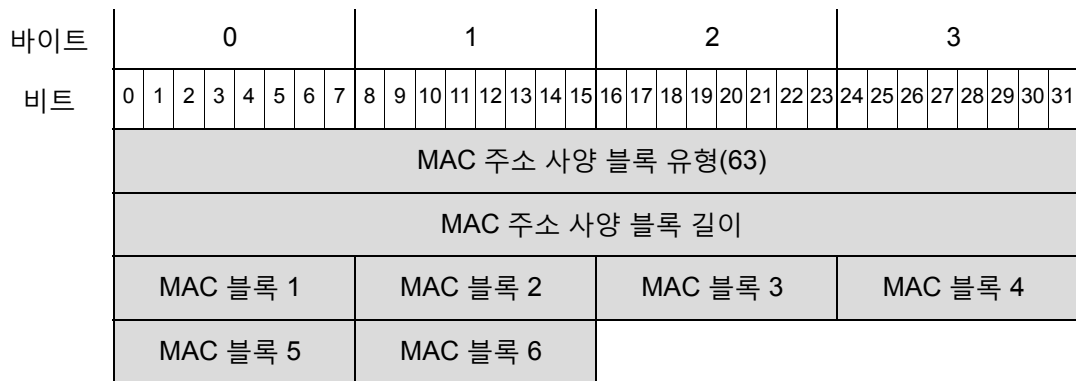 바이트 0 1 2 3
비트 0 1 2 3 4 5 6 7 8 9 10 11 12 13 14 15 16 17 18 19 20 21 22 23 24 25 26 27 28 29 30 31
MAC 주소 사양 블록 유형(63)
MAC 주소 사양 블록 길이
MAC 블록 1 MAC 블록 2 MAC 블록 3 MAC 블록 4
MAC 블록 5 MAC 블록 6